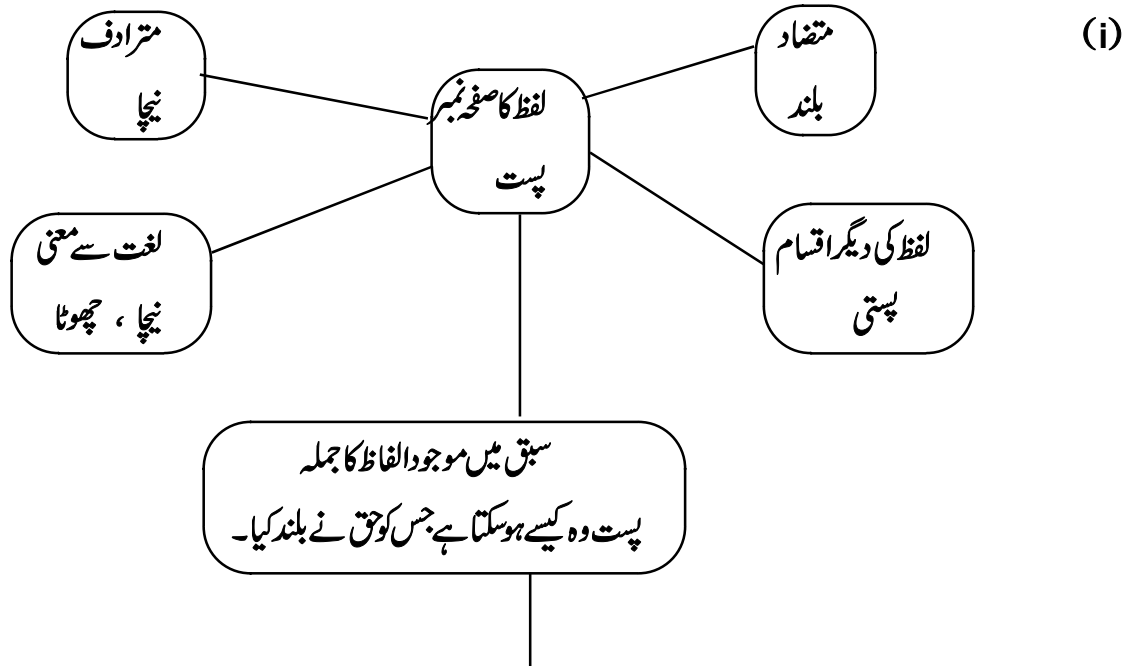 (i)
متضاد
بلند
لفظ کا صفحہ نمبر
پست
مترادف
نیچا
لفظ کی دیگر اقسام
پستی
لغت سے معنی
نیچا ، چھوٹا
سبق میں موجود الفاظ کا جملہ
پست وہ کیسے ہوسکتا ہے جس کو حق نے بلند کیا۔